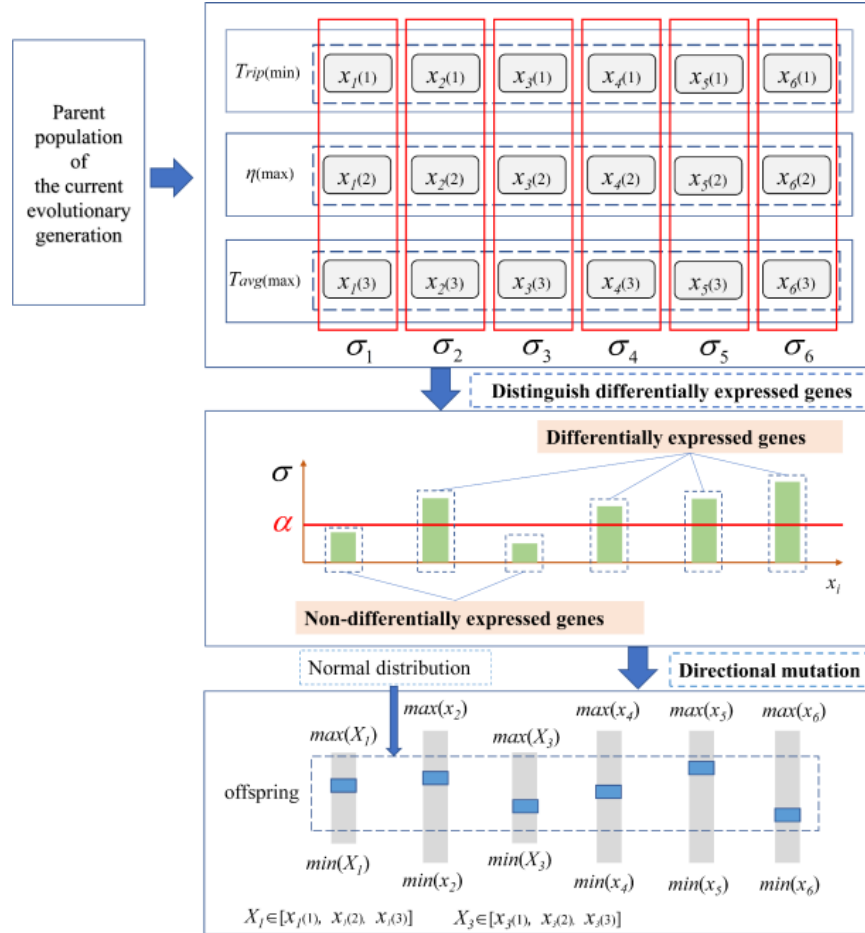 Parent
population
of
the current
evolutionary
generation
Trip(min) x1(1) x2(1) x3(1) x4(1) x5(1) x6(1)
η(max) x1(2) x2(2) x3(2) x4(2) x5(2) x6(2)
Tavg(max) x1(3) x2(3) x3(3) x4(3) x5(3) x6(3)
σ1 σ2 σ3 σ4 σ5 σ6
Distinguish differentially expressed genes
Differentially expressed genes
σ
α
xi
Non-differentially expressed genes
Normal distribution
Directional mutation
max(X1) max(x2) max(X3) max(x4) max(x5) max(x6)
offspring
min(X1) min(x2) min(X3) min(x4) min(x5) min(x6)
X1∈[x1(1), x1(2), x1(3)] X3∈[x3(1), x3(2), x3(3)]